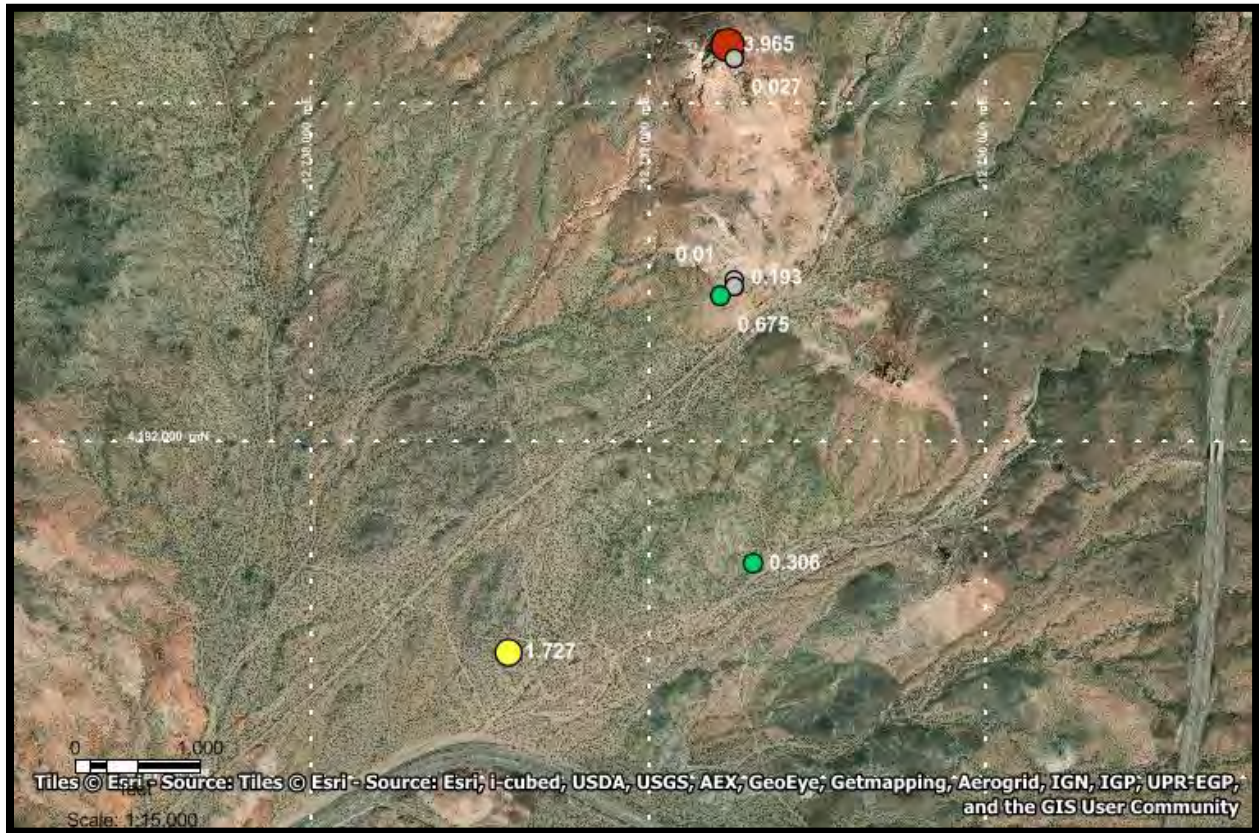 3.965
0.027
0.01
0.193
0.675
4,192,000 mN
0.306
1.727
0 1,000
Tiles © Esri - Source: Tiles © Esri - Source: Esri, i-cubed, USDA, USGS, AEX, GeoEye, Getmapping, Aerogrid, IGN, IGP, UPR-EGP,
and the GIS User Community
Scale: 1:15,000